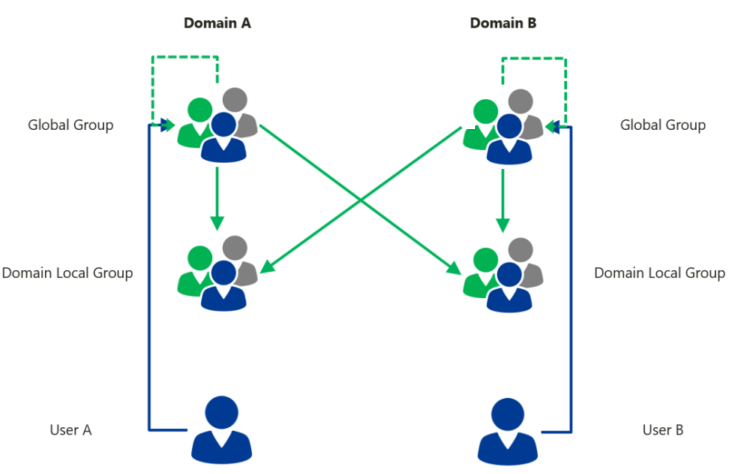 Domain A
Domain B
Global Group
Global Group
Domain Local Group
Domain Local Group
User A
User B